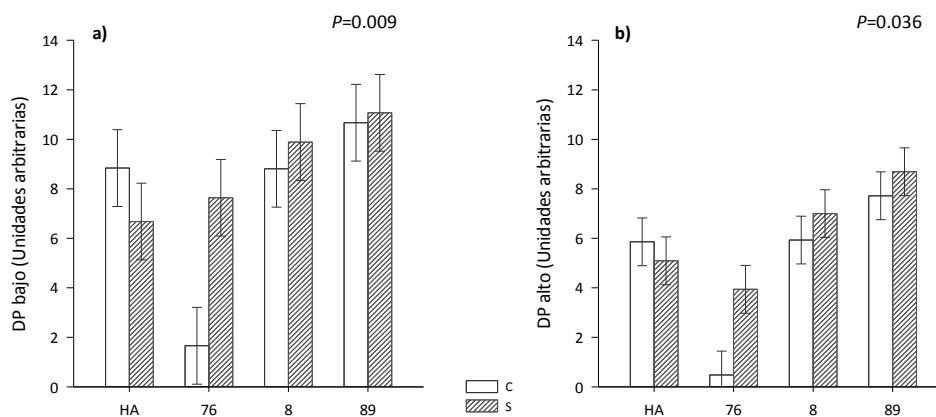 a)
P=0.009
DP bajo (Unidades arbitrarias)
14
12
10
8
6
4
2
0
HA 76 8 89
C
S
b)
P=0.036
DP alto (Unidades arbitrarias)
14
12
10
8
6
4
2
0
HA 76 8 89